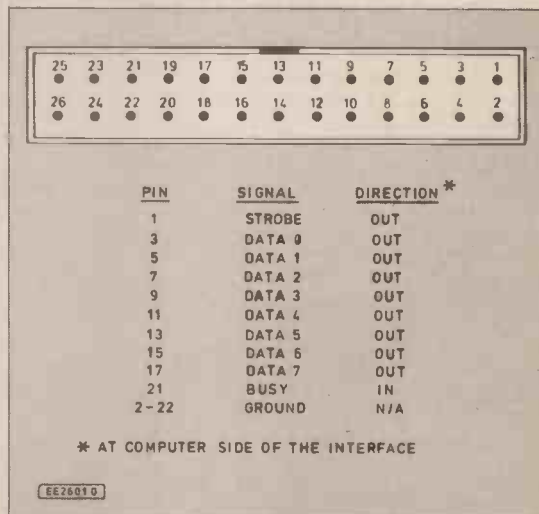 25 23 21 19 17 15 13 11 9 7 5 3 1
26 24 22 20 18 16 14 12 10 8 6 4 2
PIN SIGNAL DIRECTION *
1 STROBE OUT
3 DATA 0 OUT
5 DATA 1 OUT
7 DATA 2 OUT
9 DATA 3 OUT
11 DATA 4 OUT
13 DATA 5 OUT
15 DATA 6 OUT
17 DATA 7 OUT
21 BUSY IN
2-22 GROUND N/A
* AT COMPUTER SIDE OF THE INTERFACE
EE2601G